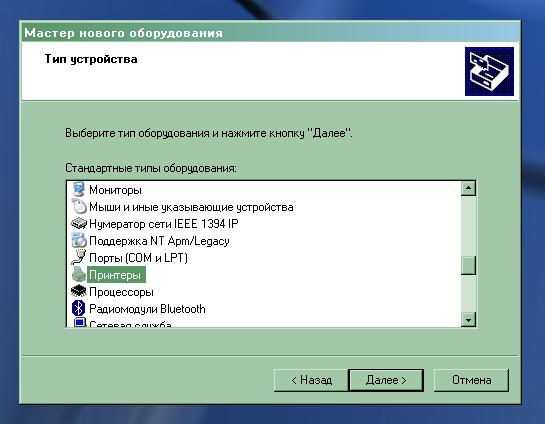 Мастер нового оборудования
Тип устройства
Выберите тип оборудования и нажмите кнопку "Далее".
Стандартные типы оборудования:
Мониторы
Мыши и иные указывающие устройства
Нумератор сети IEEE 1394 IP
Поддержка NT Apm/Legacy
Порты (COM и LPT)
Принтеры
Процессоры
Радиомодули Bluetooth
Сетевая служба
< Назад
Далее >
Отмена